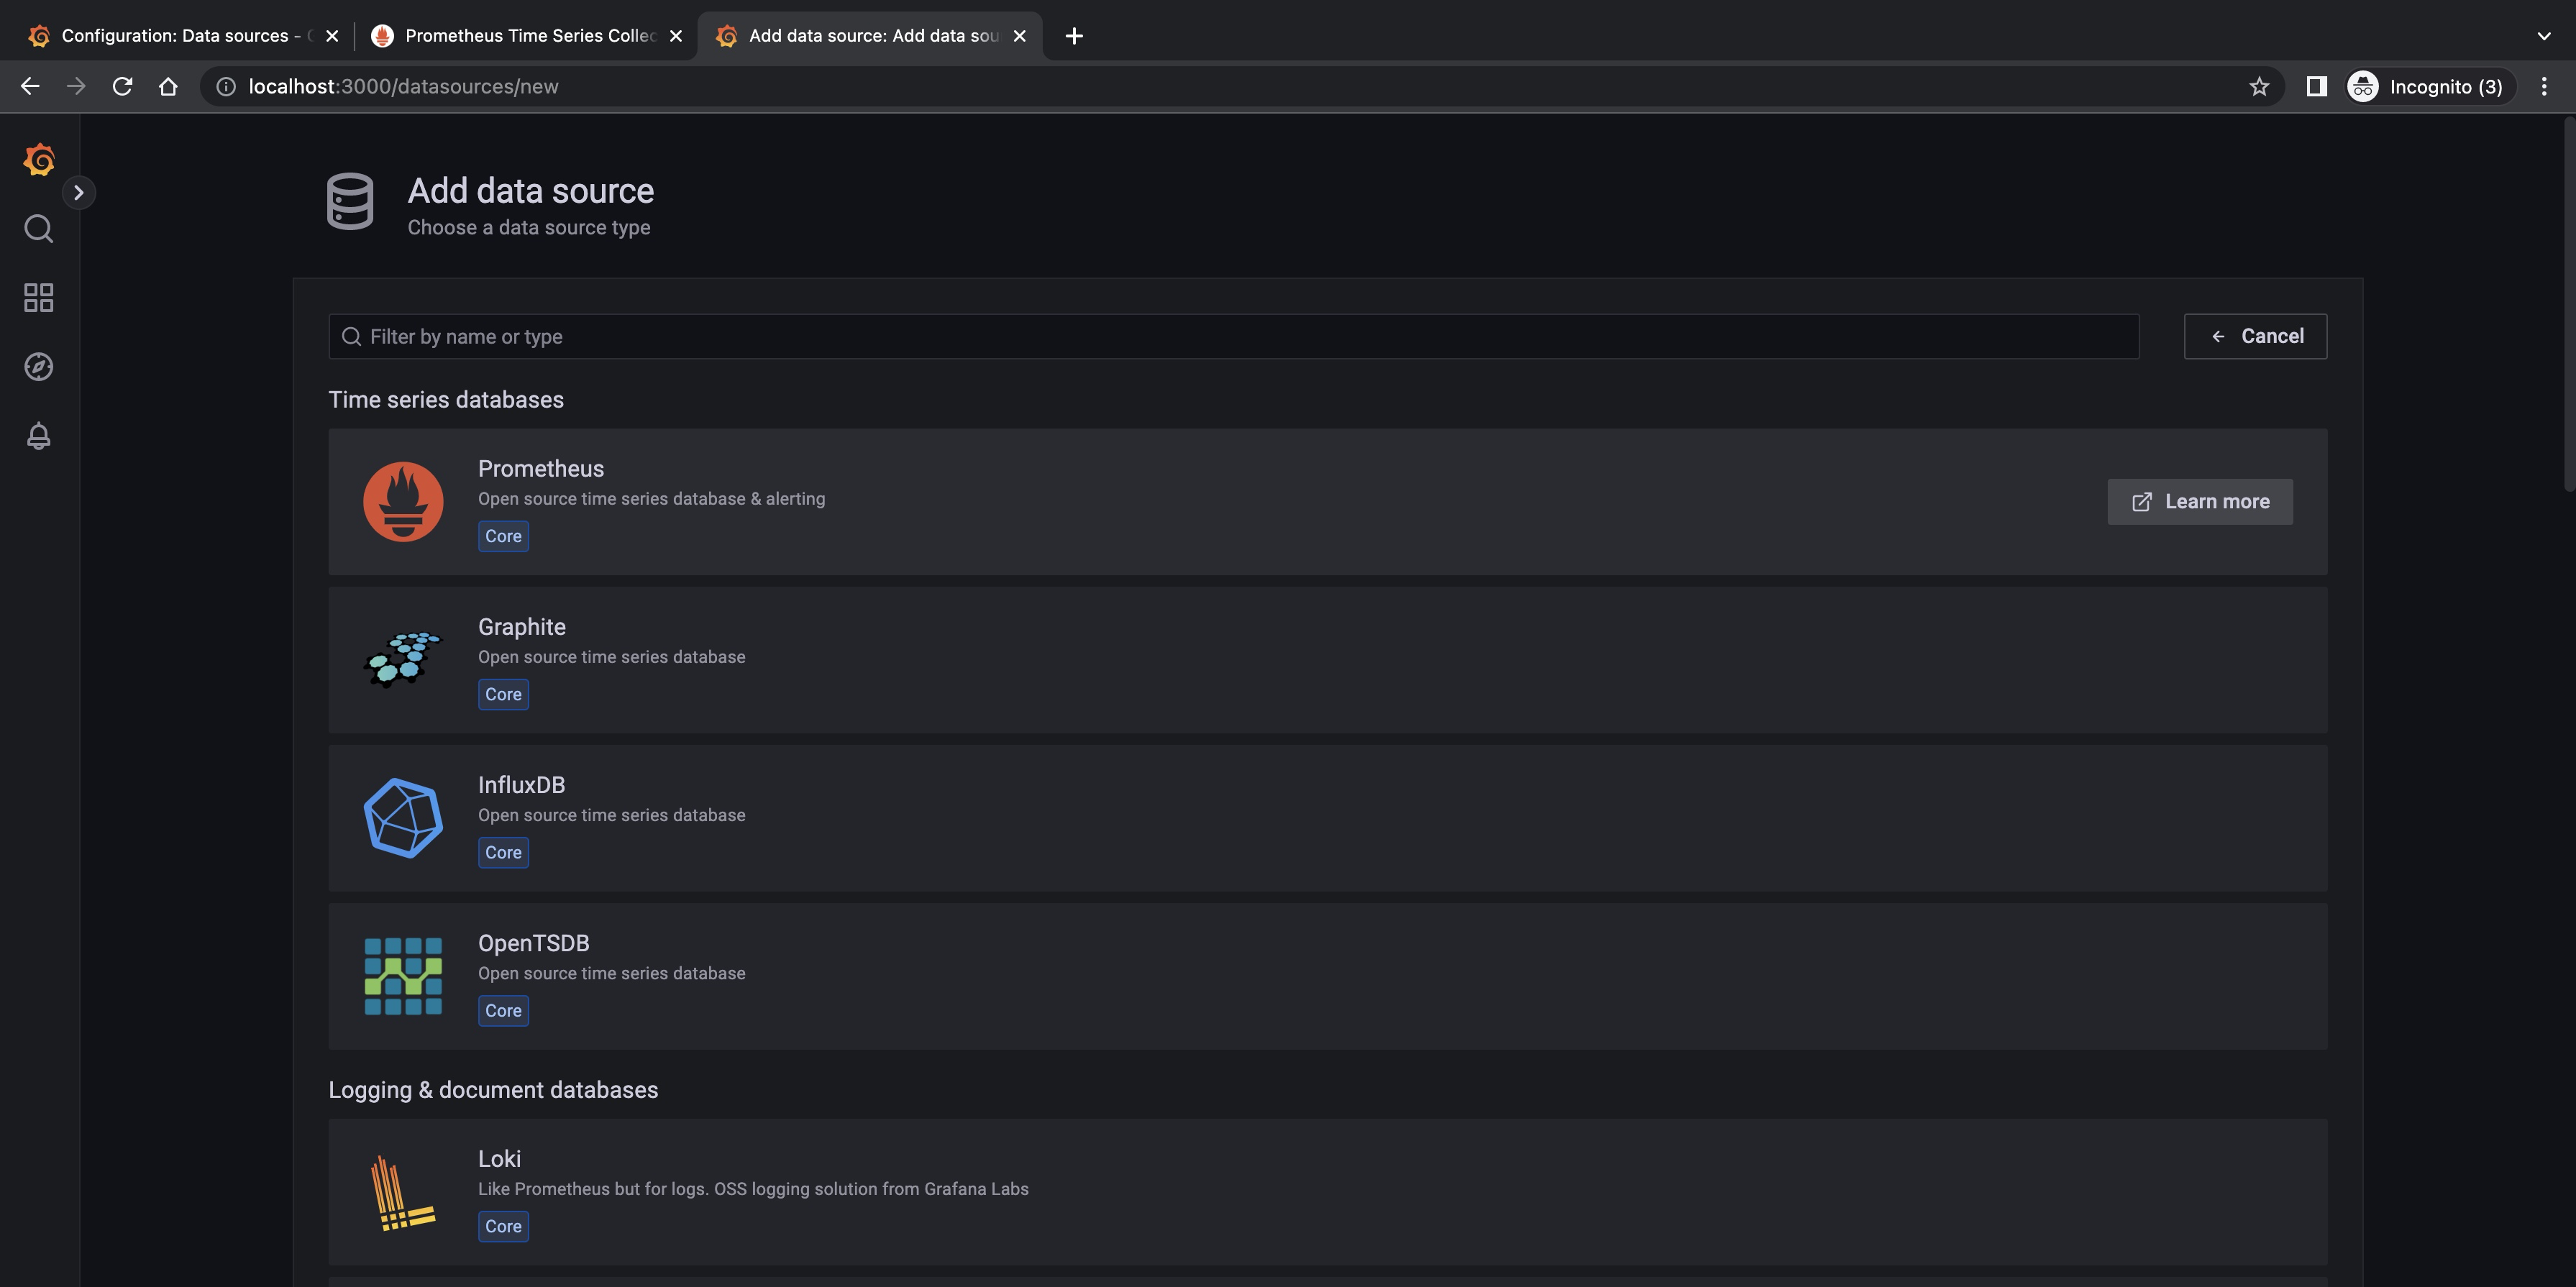 Configuration: Data sources -
Prometheus Time Series Collec
Add data source: Add data sou
localhost:3000/datasources/new
Incognito (3)
Add data source
Choose a data source type
Filter by name or type
Cancel
Time series databases
Prometheus
Open source time series database & alerting
Core
Learn more
Graphite
Open source time series database
Core
InfluxDB
Open source time series database
Core
OpenTSDB
Open source time series database
Core
Logging & document databases
Loki
Like Prometheus but for logs. OSS logging solution from Grafana Labs
Core